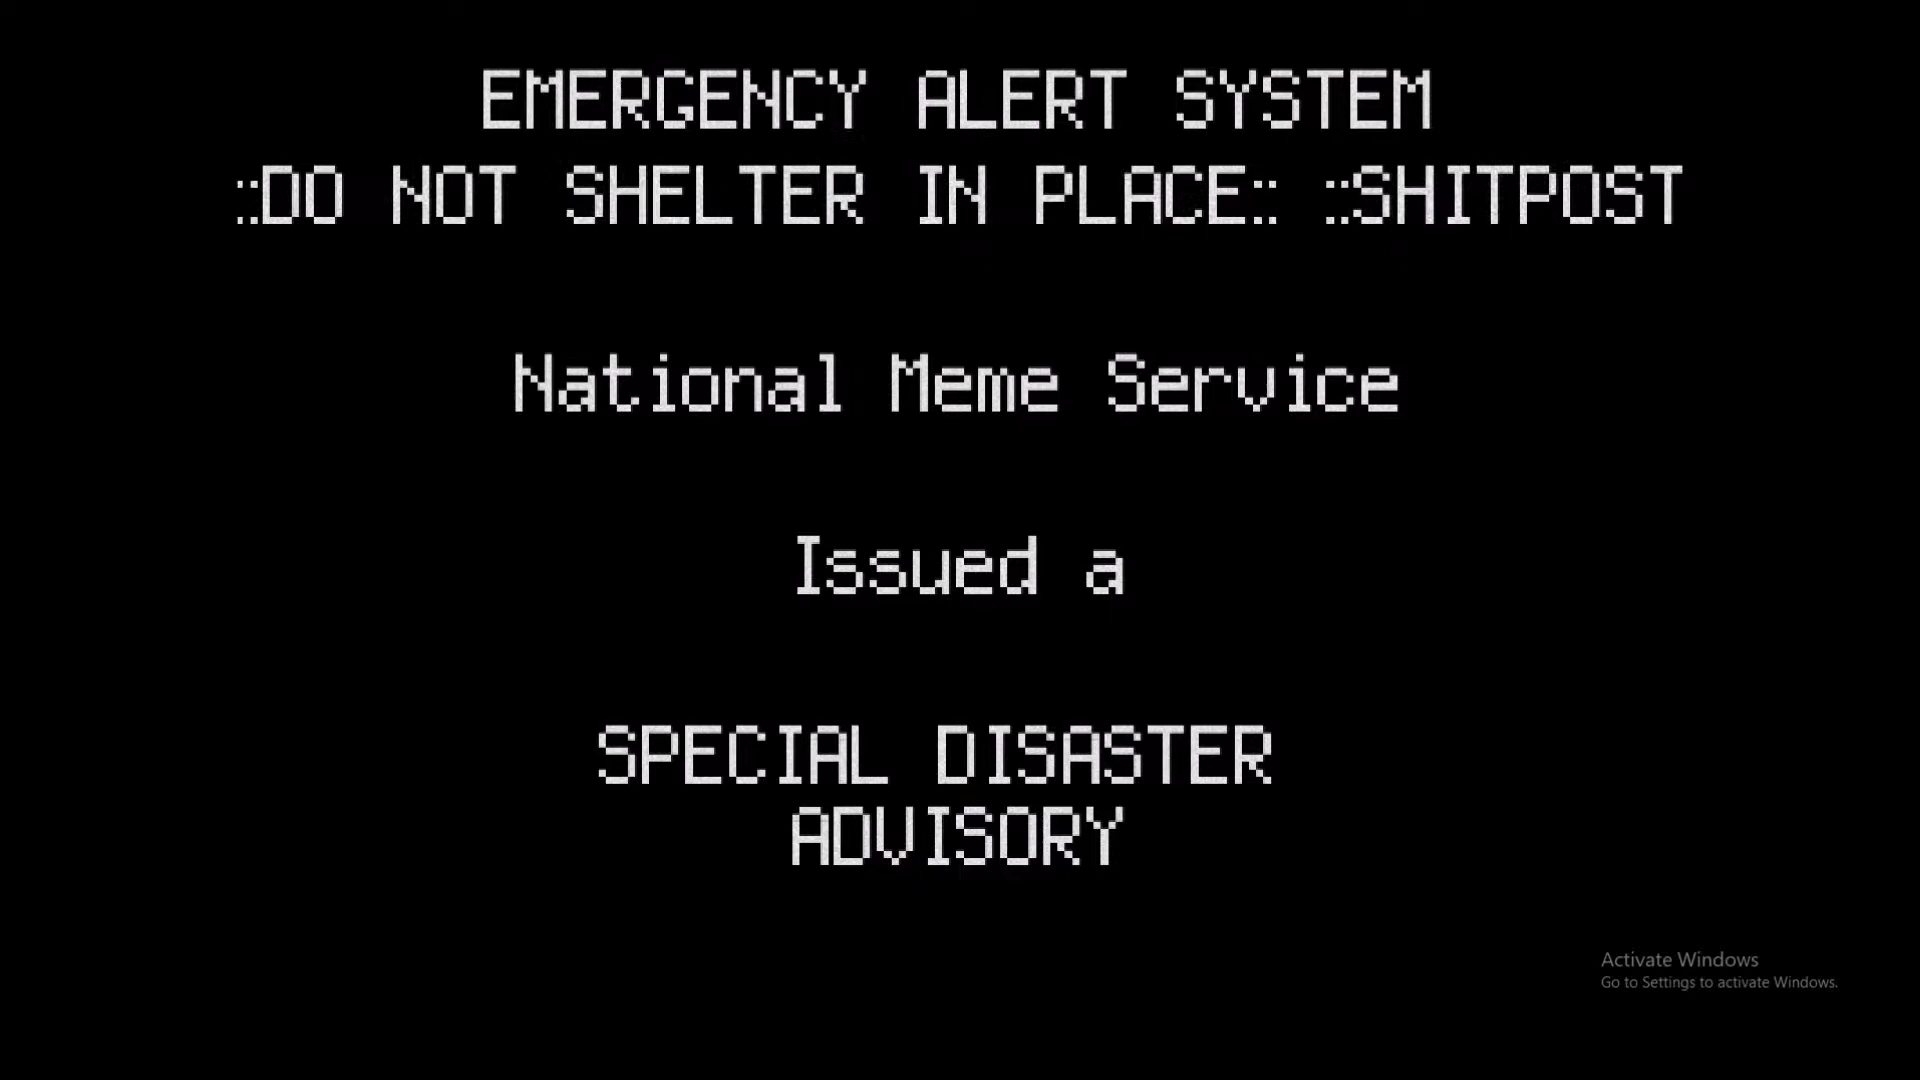 EMERGENCY ALERT SYSTEM
::DO NOT SHELTER IN PLACE:: ::SHITPOST
National Meme Service
Issued a
SPECIAL DISASTER
ADVISORY
Activate Windows
Go to Settings to activate Windows.